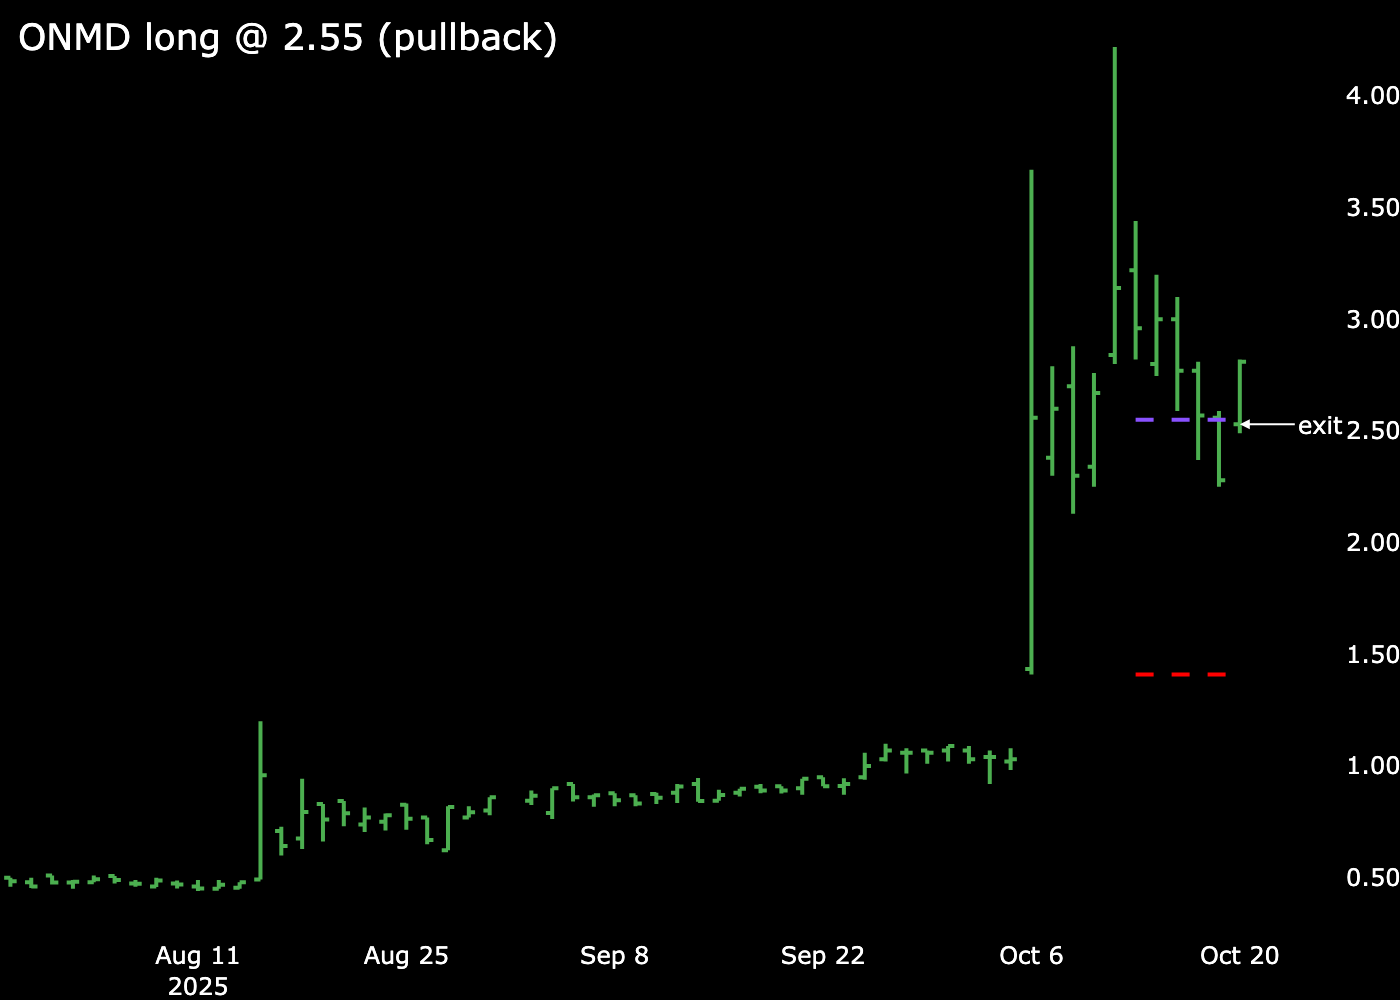 ONMD long @ 2.55 (pullback)
4.00
3.50
3.00
exit
2.50
2.00
1.50
1.00
0.50
Aug 11
2025
Aug 25
Sep 8
Sep 22
Oct 6
Oct 20